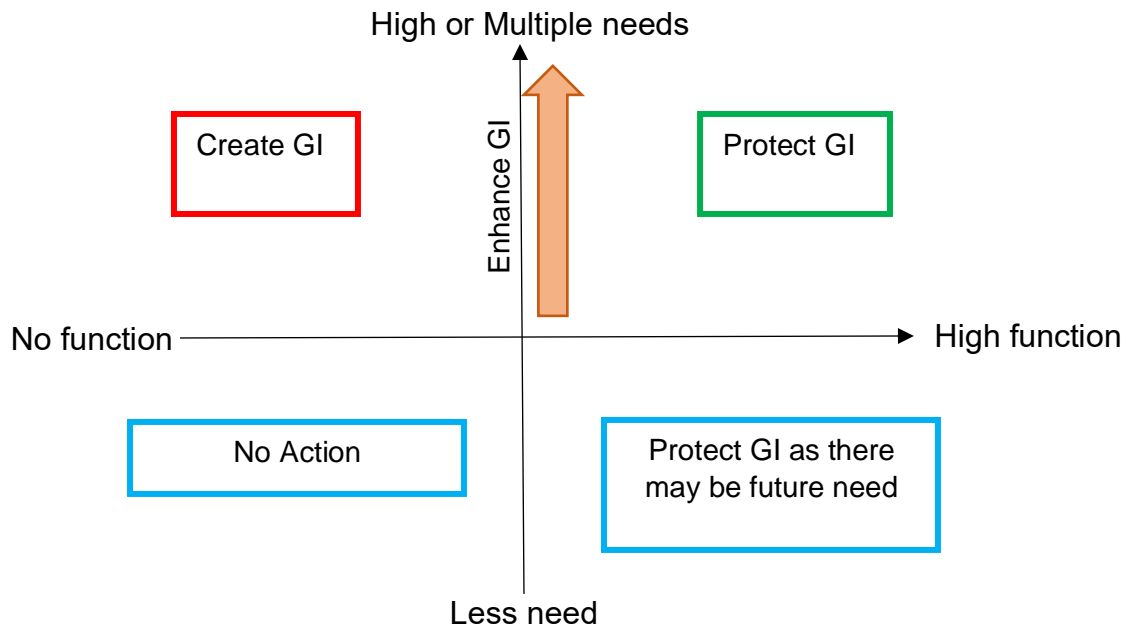 High or Multiple needs
Create GI
Enhance GI
Protect GI
No function
High function
No Action
Protect GI as there
may be future need
Less need